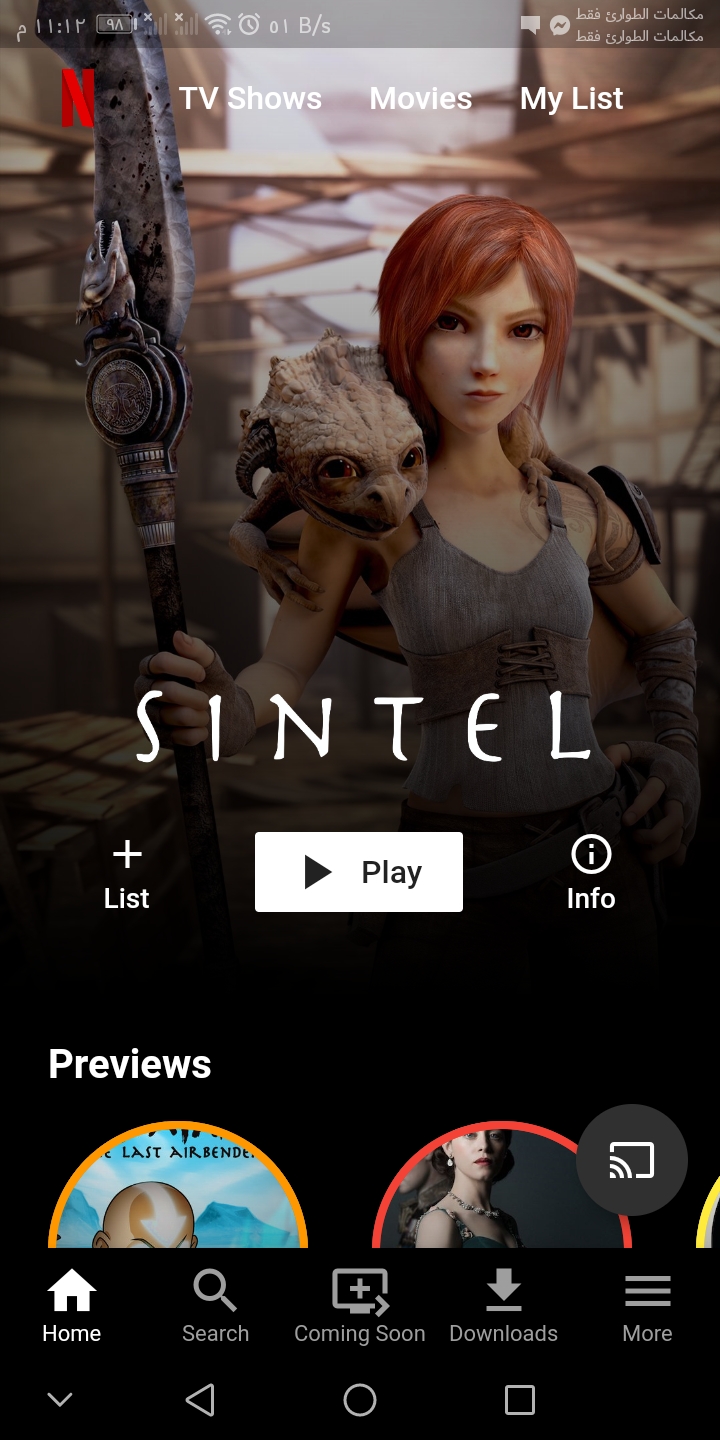 م ١١:١٢ ٩٨ ٥١ B/s مكالمات الطوارئ فقط
مكالمات الطوارئ فقط
N TV Shows Movies My List
SINTEL
List Play Info
Previews
LAST AIRBENDER
Home Search Coming Soon Downloads More